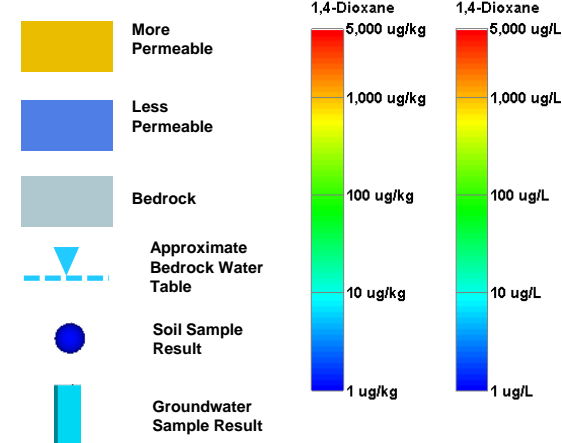 More
Permeable
Less
Permeable
Bedrock
Approximate
Bedrock Water
Table
Soil Sample
Result
Groundwater
Sample Result
1,4-Dioxane
5,000 ug/kg
1,000 ug/kg
100 ug/kg
10 ug/kg
1 ug/kg
1,4-Dioxane
5,000 ug/L
1,000 ug/L
100 ug/L
10 ug/L
1 ug/L